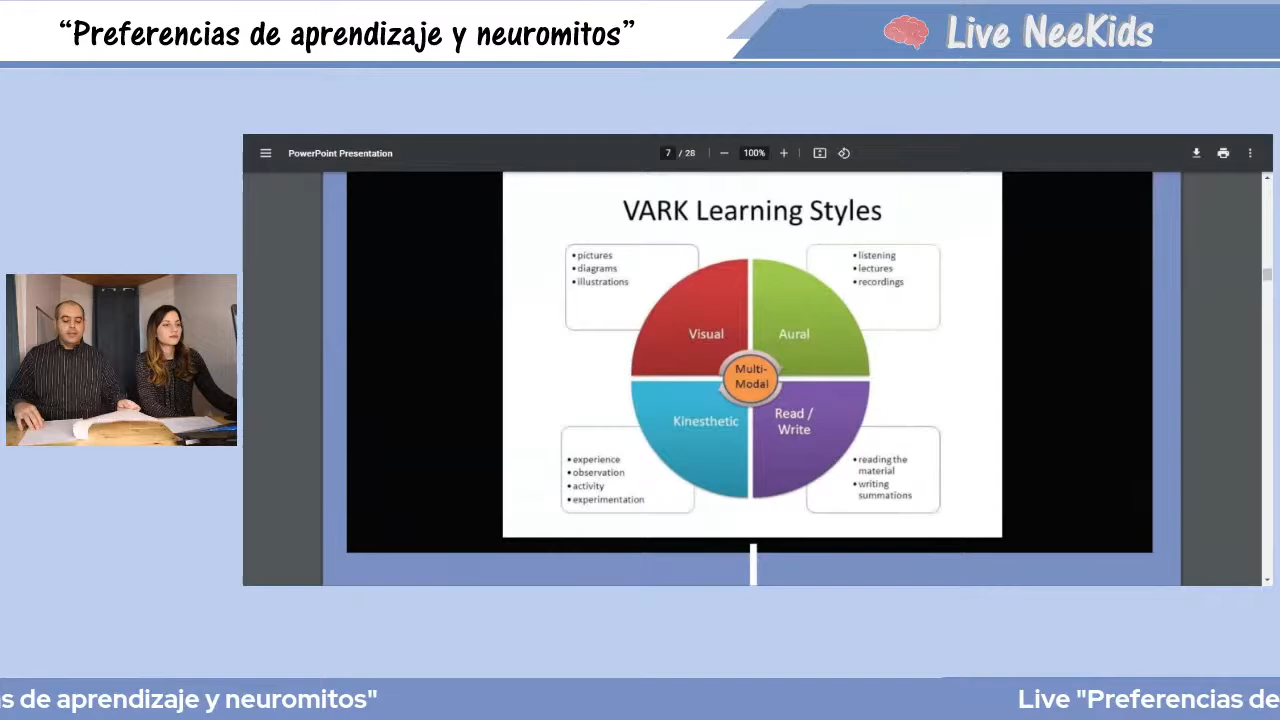 “Preferencias de aprendizaje y neuromitos”
Live NeeKids
PowerPoint Presentation
7 / 28
100%
VARK Learning Styles
• pictures
• diagrams
• illustrations
• listening
• lectures
• recordings
Visual
Aural
Multi-
Modal
Kinesthetic
Read /
Write
• experience
• observation
• activity
• experimentation
• reading the
material
• writing
summations
s de aprendizaje y neuromitos"
Live "Preferencias de